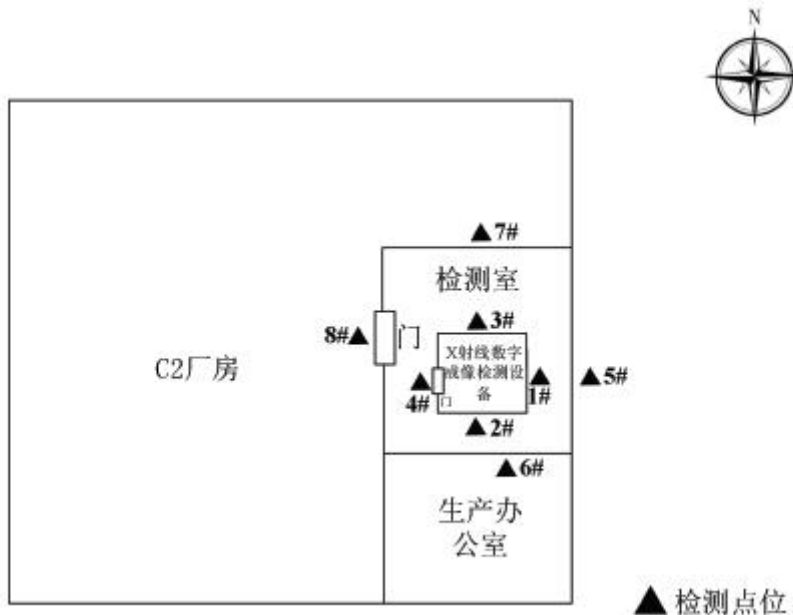 N
▲7#
检测室
▲3#
8#▲
门
X射线数字
成像检测设
备
C2厂房
▲
4#
门
▲
1#
▲5#
▲2#
▲6#
生产办
公室
▲ 检测点位